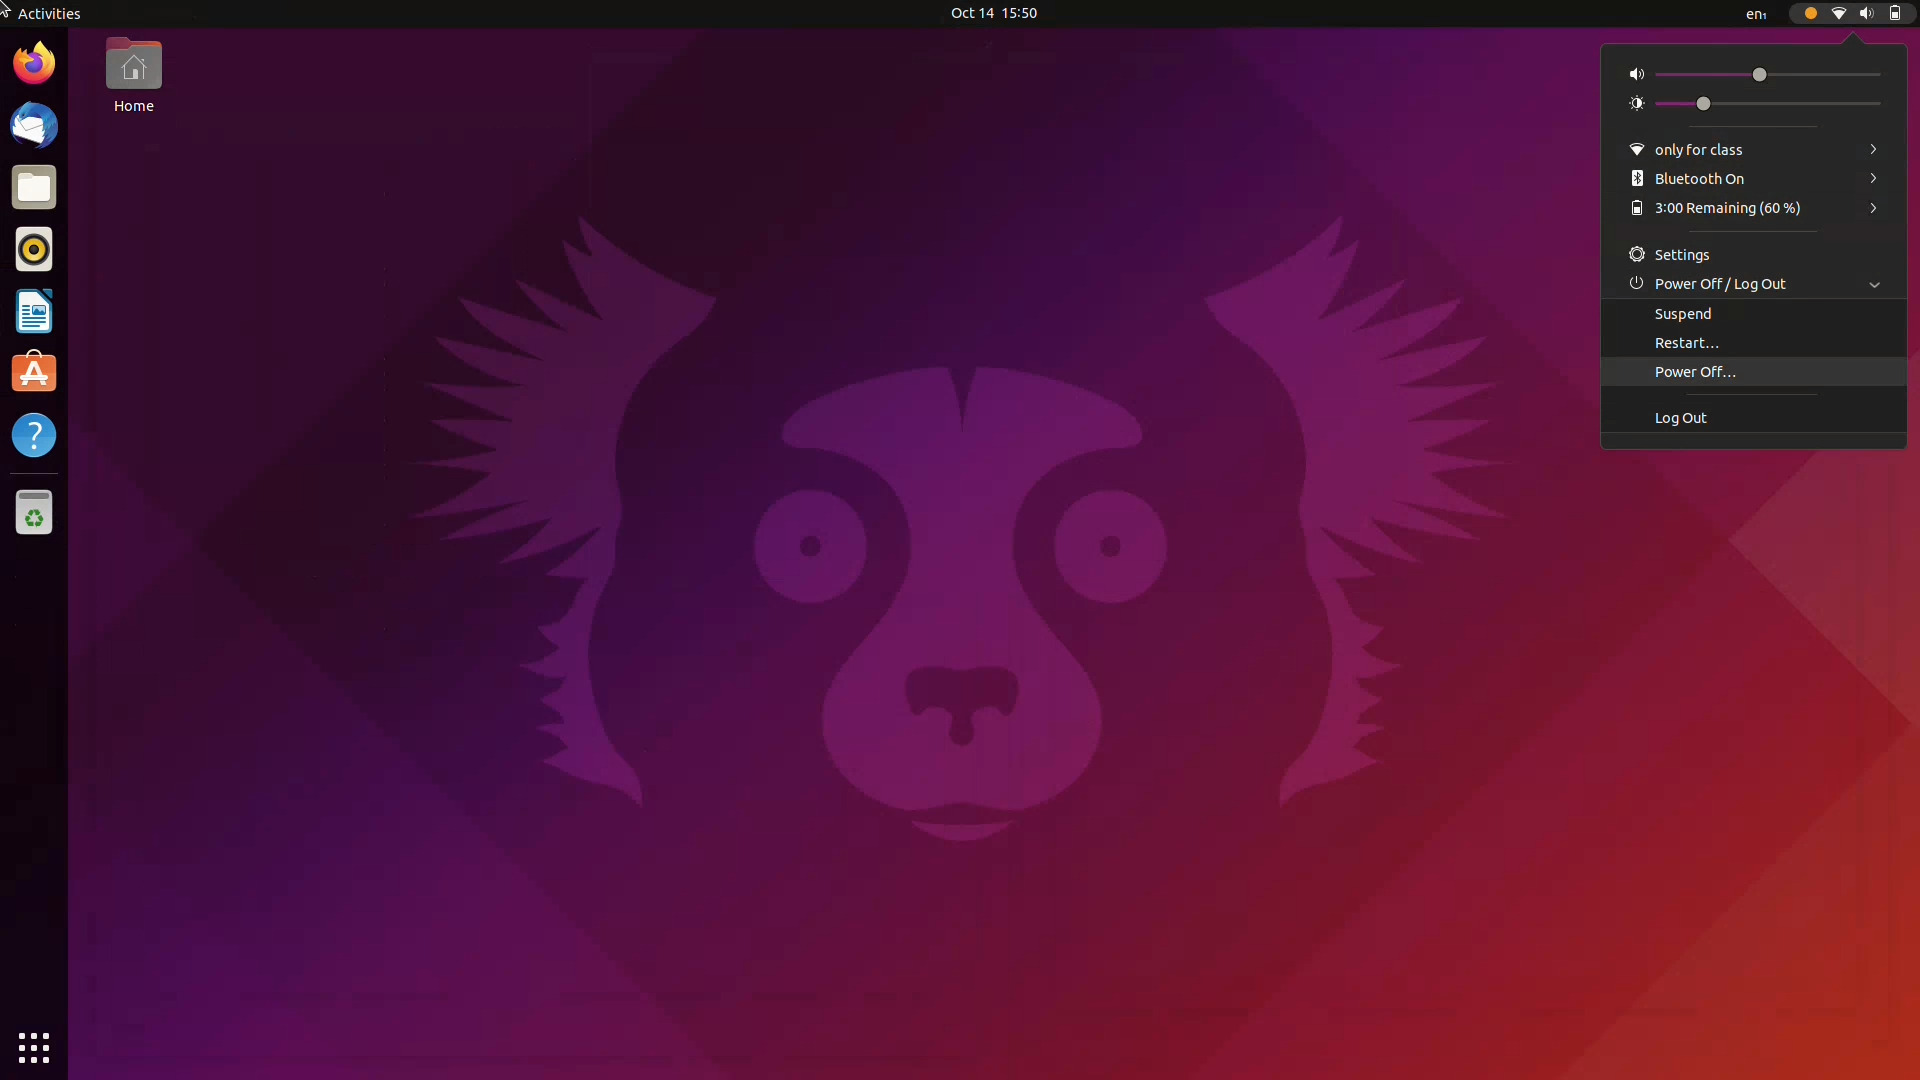 Activities
Oct 14 15:50
en₁
Home
only for class
Bluetooth On
3:00 Remaining (60 %)
Settings
Power Off / Log Out
Suspend
Restart…
Power Off…
Log Out